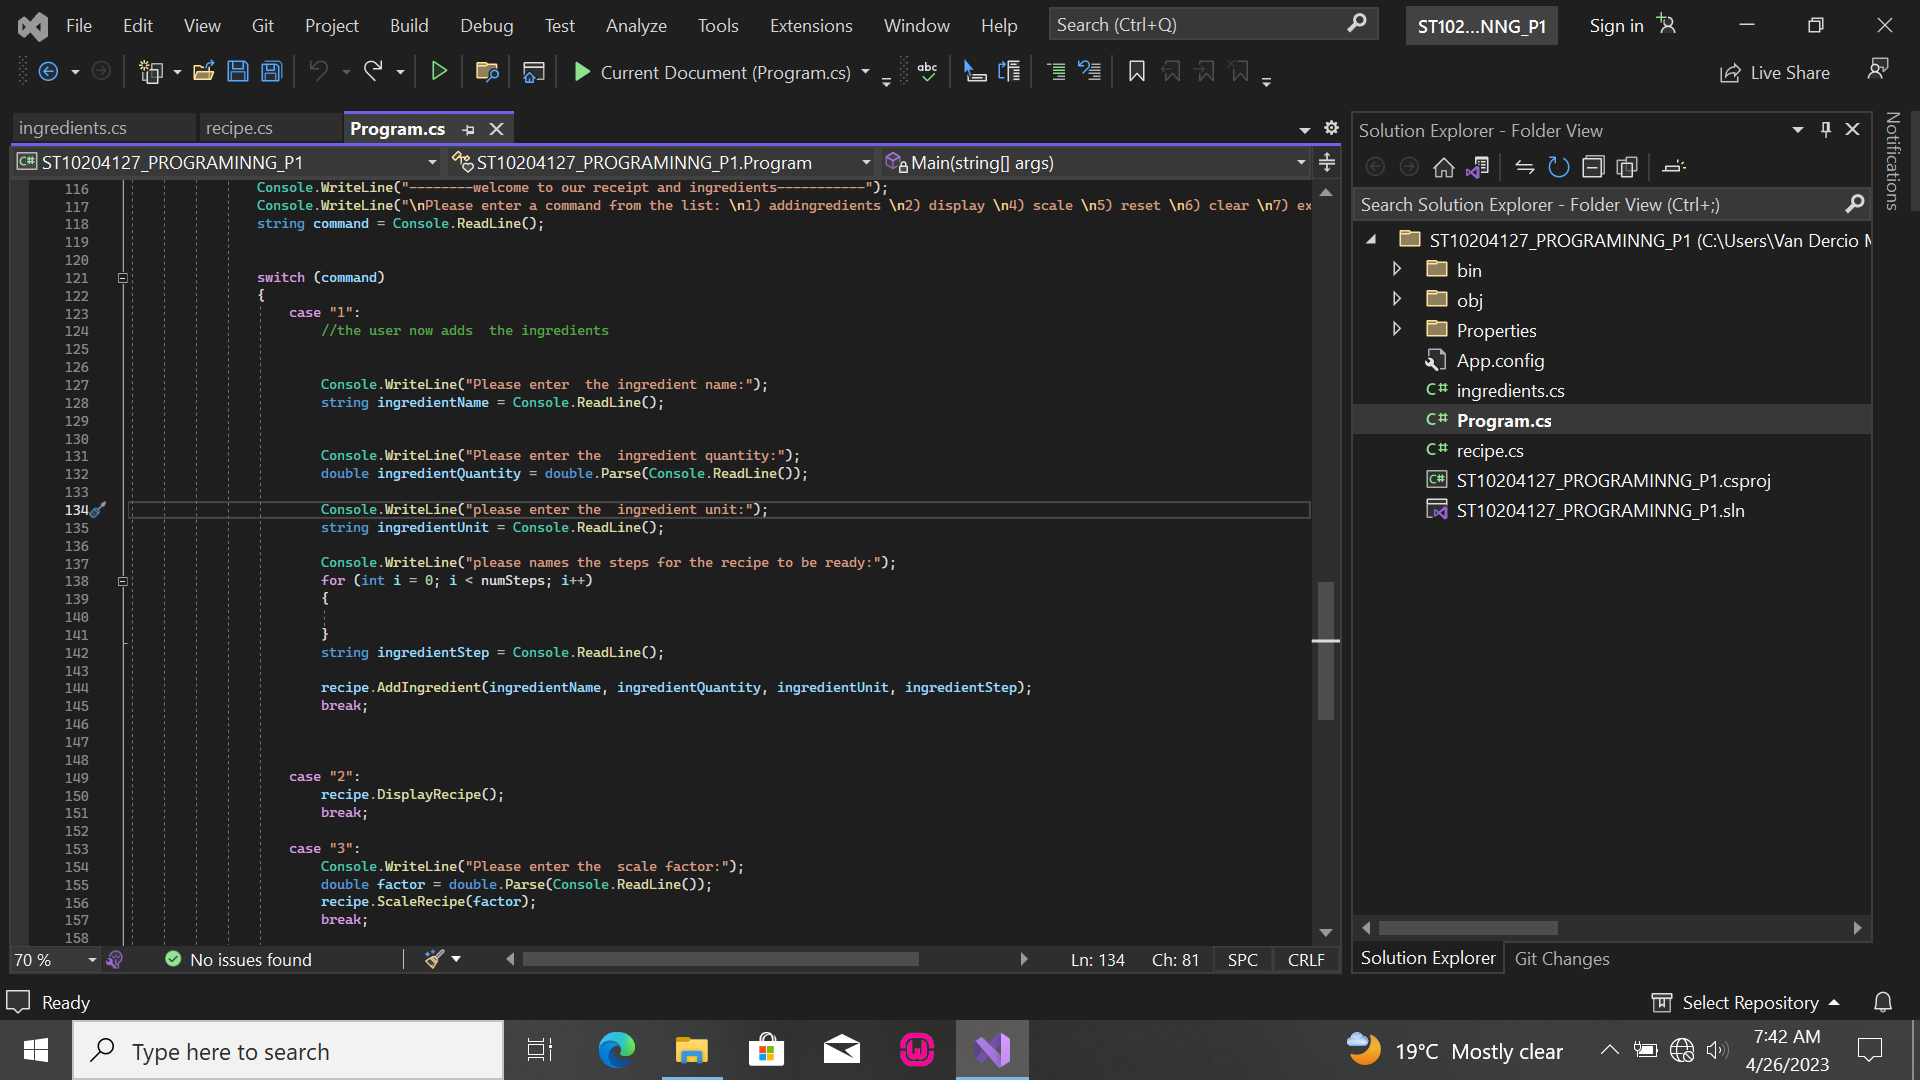 File Edit View Git Project Build Debug Test Analyze Tools Extensions Window Help Search (Ctrl+Q) ST102...NNG_P1 Sign in
Current Document (Program.cs) abc Live Share
ingredients.cs recipe.cs Program.cs
ST10204127_PROGRAMINNG_P1 ST10204127_PROGRAMINNG_P1.Program Main(string[] args)
116 Console.WriteLine("--------welcome to our receipt and ingredients-----------");
117 Console.WriteLine("\nPlease enter a command from the list: \n1) addingredients \n2) display \n4) scale \n5) reset \n6) clear \n7) ex
118 string command = Console.ReadLine();
119
120
121 switch (command)
122 {
123 case "1":
124 //the user now adds  the ingredients
125
126
127 Console.WriteLine("Please enter  the ingredient name:");
128 string ingredientName = Console.ReadLine();
129
130
131 Console.WriteLine("Please enter the  ingredient quantity:");
132 double ingredientQuantity = double.Parse(Console.ReadLine());
133
134 Console.WriteLine("please enter the  ingredient unit:");
135 string ingredientUnit = Console.ReadLine();
136
137 Console.WriteLine("please names the steps for the recipe to be ready:");
138 for (int i = 0; i < numSteps; i++)
139 {
140
141 }
142 string ingredientStep = Console.ReadLine();
143
144 recipe.AddIngredient(ingredientName, ingredientQuantity, ingredientUnit, ingredientStep);
145 break;
146
147
148
149 case "2":
150 recipe.DisplayRecipe();
151 break;
152
153 case "3":
154 Console.WriteLine("Please enter the  scale factor:");
155 double factor = double.Parse(Console.ReadLine());
156 recipe.ScaleRecipe(factor);
157 break;
158
70 % No issues found Ln: 134 Ch: 81 SPC CRLF
Solution Explorer - Folder View
Search Solution Explorer - Folder View (Ctrl+;)
ST10204127_PROGRAMINNG_P1 (C:\Users\Van Dercio M
bin
obj
Properties
App.config
C# ingredients.cs
C# Program.cs
C# recipe.cs
C# ST10204127_PROGRAMINNG_P1.csproj
ST10204127_PROGRAMINNG_P1.sln
Solution Explorer Git Changes
Notifications
Ready Select Repository
Type here to search 19°C Mostly clear 7:42 AM
4/26/2023